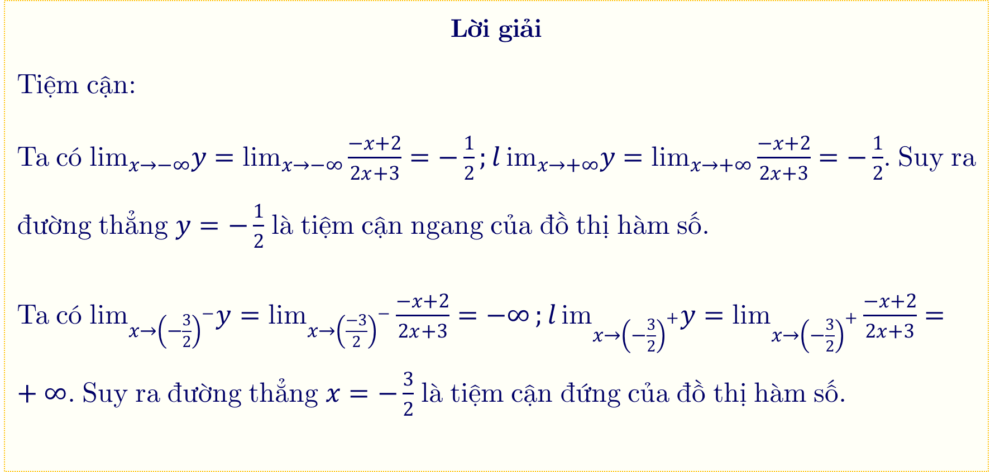 Lời giải
Tiệm cận:
Ta có $\lim_{x \to -\infty} y = \lim_{x \to -\infty} \frac{-x+2}{2x+3} = -\frac{1}{2}; l\operatorname{im}_{x \to +\infty} y = \lim_{x \to +\infty} \frac{-x+2}{2x+3} = -\frac{1}{2}$. Suy ra
đường thẳng $y = -\frac{1}{2}$ là tiệm cận ngang của đồ thị hàm số.
Ta có $\lim_{x \to \left(-\frac{3}{2}\right)^-} y = \lim_{x \to \left(\frac{-3}{2}\right)^-} \frac{-x+2}{2x+3} = -\infty; l\operatorname{im}_{x \to \left(-\frac{3}{2}\right)^+} y = \lim_{x \to \left(-\frac{3}{2}\right)^+} \frac{-x+2}{2x+3} =$
$+\infty$. Suy ra đường thẳng $x = -\frac{3}{2}$ là tiệm cận đứng của đồ thị hàm số.